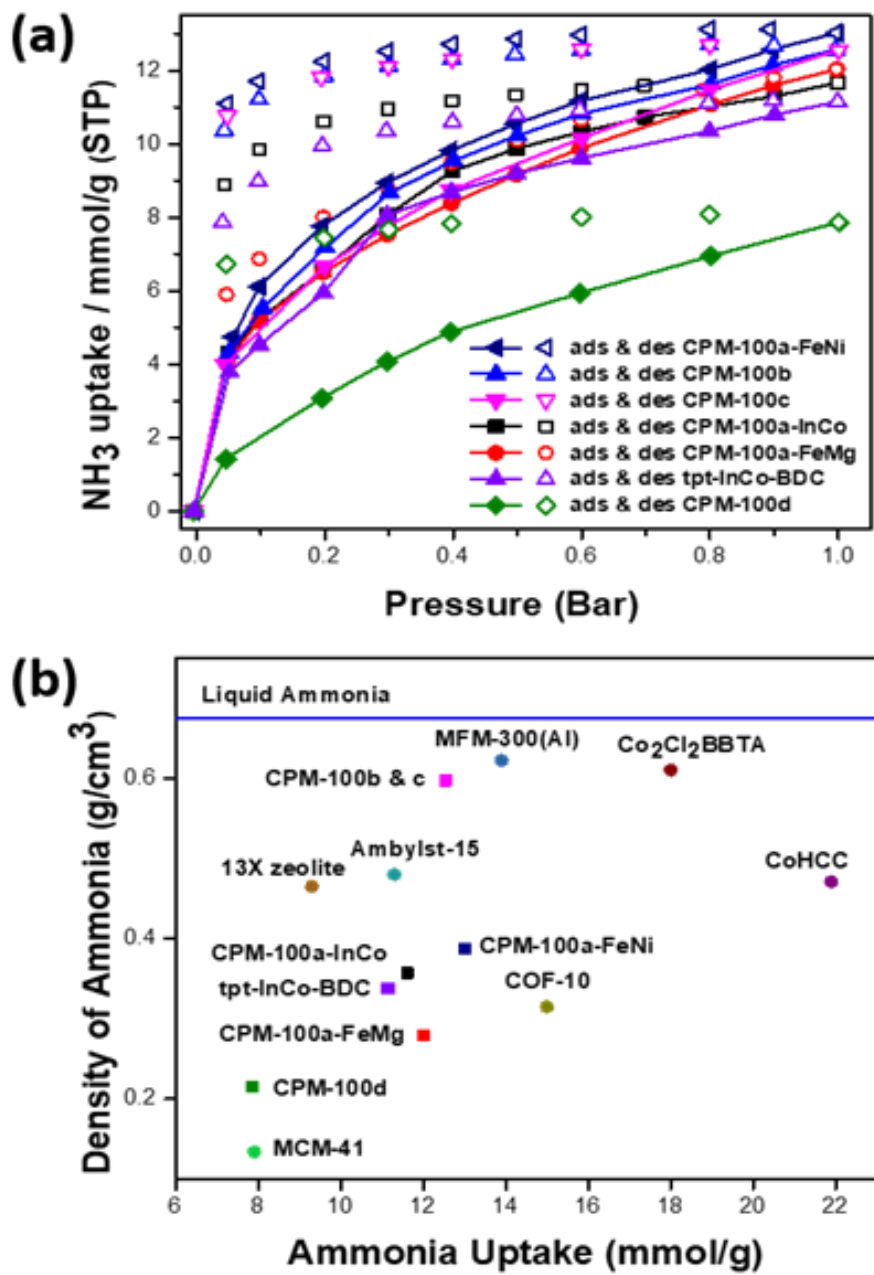 (a)
NH3 uptake / mmol/g (STP)
12
10
8
6
4
2
0
ads & des CPM-100a-FeNi
ads & des CPM-100b
ads & des CPM-100c
ads & des CPM-100a-InCo
ads & des CPM-100a-FeMg
ads & des tpt-InCo-BDC
ads & des CPM-100d
0.0 0.2 0.4 0.6 0.8 1.0
Pressure (Bar)
(b)
Density of Ammonia (g/cm³)
Liquid Ammonia
MFM-300(Al)
Co2Cl2BBTA
0.6
CPM-100b & c
Ambylst-15
13X zeolite
CoHCC
0.4
CPM-100a-InCo
CPM-100a-FeNi
tpt-InCo-BDC
COF-10
CPM-100a-FeMg
0.2
CPM-100d
MCM-41
6 8 10 12 14 16 18 20 22
Ammonia Uptake (mmol/g)